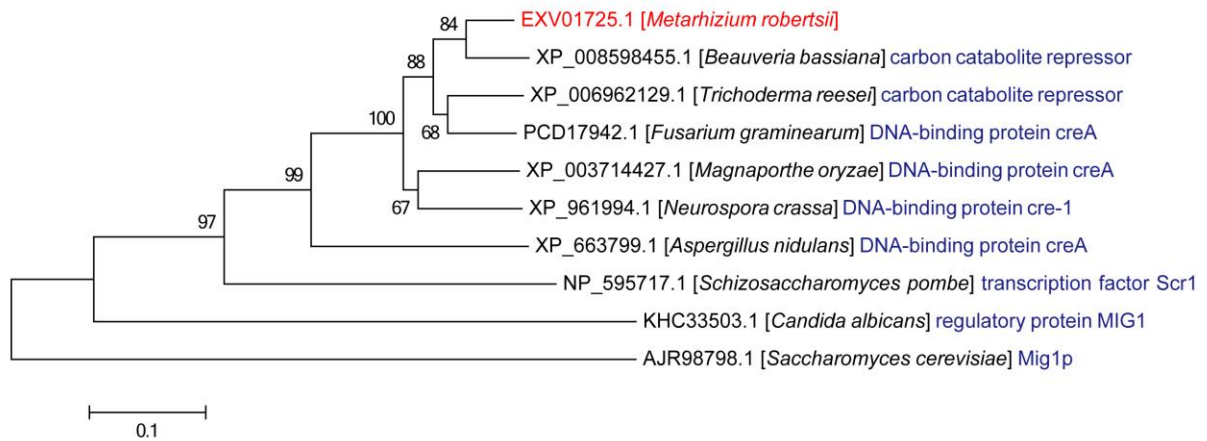 84 EXV01725.1 [Metarhizium robertsii]
88 XP_008598455.1 [Beauveria bassiana] carbon catabolite repressor
XP_006962129.1 [Trichoderma reesei] carbon catabolite repressor
100 68 PCD17942.1 [Fusarium graminearum] DNA-binding protein creA
99 XP_003714427.1 [Magnaporthe oryzae] DNA-binding protein creA
67 XP_961994.1 [Neurospora crassa] DNA-binding protein cre-1
97 XP_663799.1 [Aspergillus nidulans] DNA-binding protein creA
NP_595717.1 [Schizosaccharomyces pombe] transcription factor Scr1
KHC33503.1 [Candida albicans] regulatory protein MIG1
AJR98798.1 [Saccharomyces cerevisiae] Mig1p
0.1